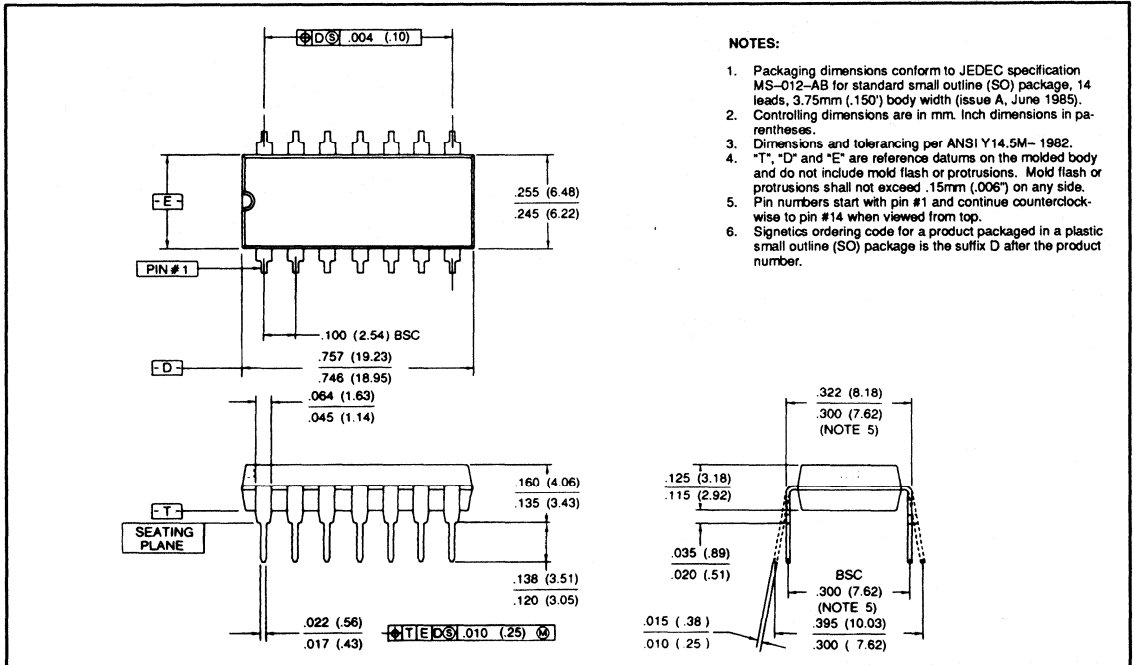 D Ⓢ .004 (.10)
- E -
.255 (6.48)
.245 (6.22)
PIN # 1
.100 (2.54) BSC
- D -
.757 (19.23)
.746 (18.95)
.064 (1.63)
.045 (1.14)
- T -
SEATING
PLANE
.160 (4.06)
.135 (3.43)
.138 (3.51)
.120 (3.05)
.022 (.56)
.017 (.43)
T E D Ⓢ .010 (.25) Ⓜ
NOTES:
1. Packaging dimensions conform to JEDEC specification
MS–012–AB for standard small outline (SO) package, 14
leads, 3.75mm (.150') body width (issue A, June 1985).
2. Controlling dimensions are in mm. Inch dimensions in pa-
rentheses.
3. Dimensions and tolerancing per ANSI Y14.5M– 1982.
4. "T", "D" and "E" are reference datums on the molded body
and do not include mold flash or protrusions. Mold flash or
protrusions shall not exceed .15mm (.006") on any side.
5. Pin numbers start with pin #1 and continue counterclock-
wise to pin #14 when viewed from top.
6. Signetics ordering code for a product packaged in a plastic
small outline (SO) package is the suffix D after the product
number.
.322 (8.18)
.300 (7.62)
(NOTE 5)
.125 (3.18)
.115 (2.92)
.035 (.89)
.020 (.51)
BSC
.300 (7.62)
(NOTE 5)
.015 ( .38 )
.010 ( .25 )
.395 (10.03)
.300 ( 7.62)